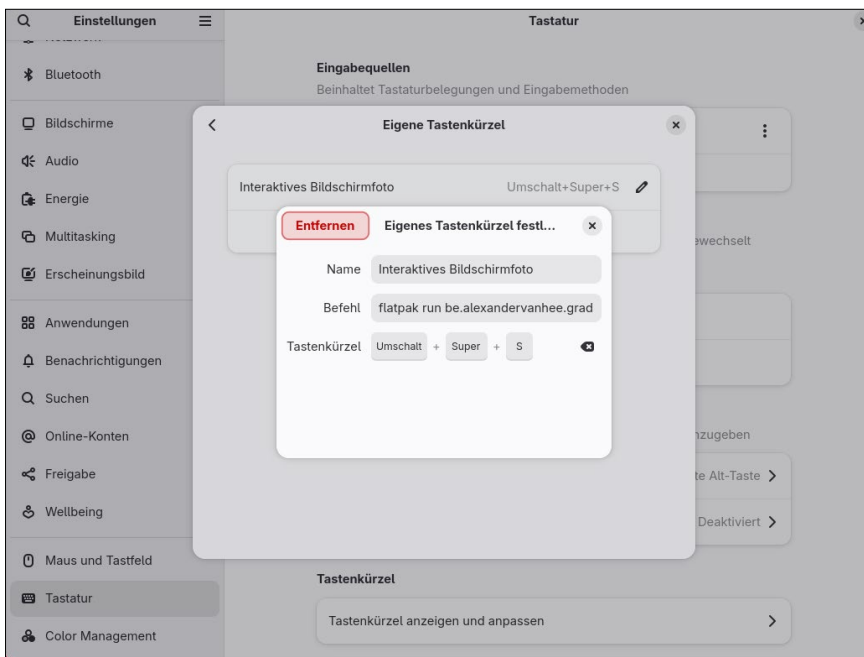 Einstellungen
Tastatur
Bluetooth
Bildschirme
Audio
Energie
Multitasking
Erscheinungsbild
Anwendungen
Benachrichtigungen
Suchen
Online-Konten
Freigabe
Wellbeing
Maus und Tastfeld
Tastatur
Color Management
Eingabequellen
Beinhaltet Tastaturbelegungen und Eingabemethoden
ewechselt
nzugeben
te Alt-Taste
Deaktiviert
Tastenkürzel
Tastenkürzel anzeigen und anpassen
Eigene Tastenkürzel
Interaktives Bildschirmfoto Umschalt+Super+S
Entfernen Eigenes Tastenkürzel festl...
Name Interaktives Bildschirmfoto
Befehl flatpak run be.alexandervanhee.grad
Tastenkürzel Umschalt + Super + S